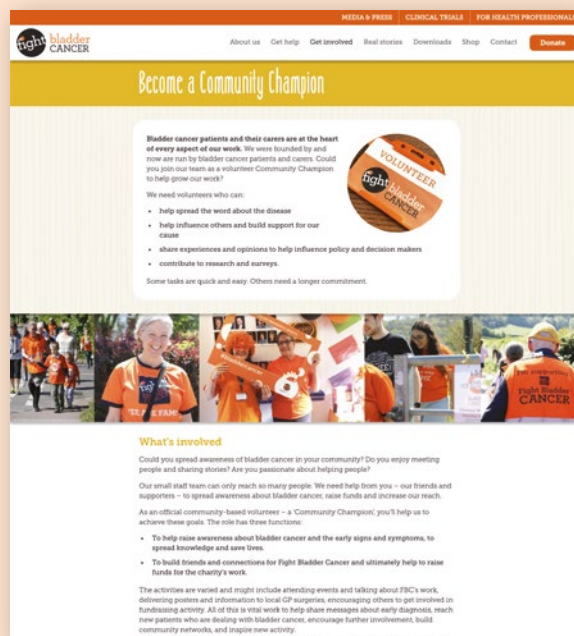 MEDIA & PRESS CLINICAL TRIALS FOR HEALTH PROFESSIONALS
fight bladder CANCER
About us Get help Get involved Real stories Downloads Shop Contact Donate
Become a Community Champion
Bladder cancer patients and their carers are at the heart
of every aspect of our work. We were founded by and
now are run by bladder cancer patients and carers. Could
you join our team as a volunteer Community Champion
to help grow our work?
VOLUNTEER
fight bladder
CANCER
We need volunteers who can:
• help spread the word about the disease
• help influence others and build support for our
cause
• share experiences and opinions to help influence policy and decision makers
• contribute to research and surveys.
Some tasks are quick and easy. Others need a longer commitment.
Fight Bladder
CANCER
What's involved
Could you spread awareness of bladder cancer in your community? Do you enjoy meeting
people and sharing stories? Are you passionate about helping people?
Our small staff team can only reach so many people. We need help from you – our friends and
supporters – to spread awareness about bladder cancer, raise funds and increase our reach.
As an official community-based volunteer – a 'Community Champion', you'll help us to
achieve these goals. The role has three functions:
• To help raise awareness about bladder cancer and the early signs and symptoms, to
spread knowledge and save lives.
• To build friends and connections for Fight Bladder Cancer and ultimately help to raise
funds for the charity's work.
The activities are varied and might include attending events and talking about FBC's work,
delivering posters and information to local GP surgeries, encouraging others to get involved in
fundraising activity. All of this is vital work to help share messages about early diagnosis, reach
new patients who are dealing with bladder cancer, encourage further involvement, build
community networks, and inspire new activity.